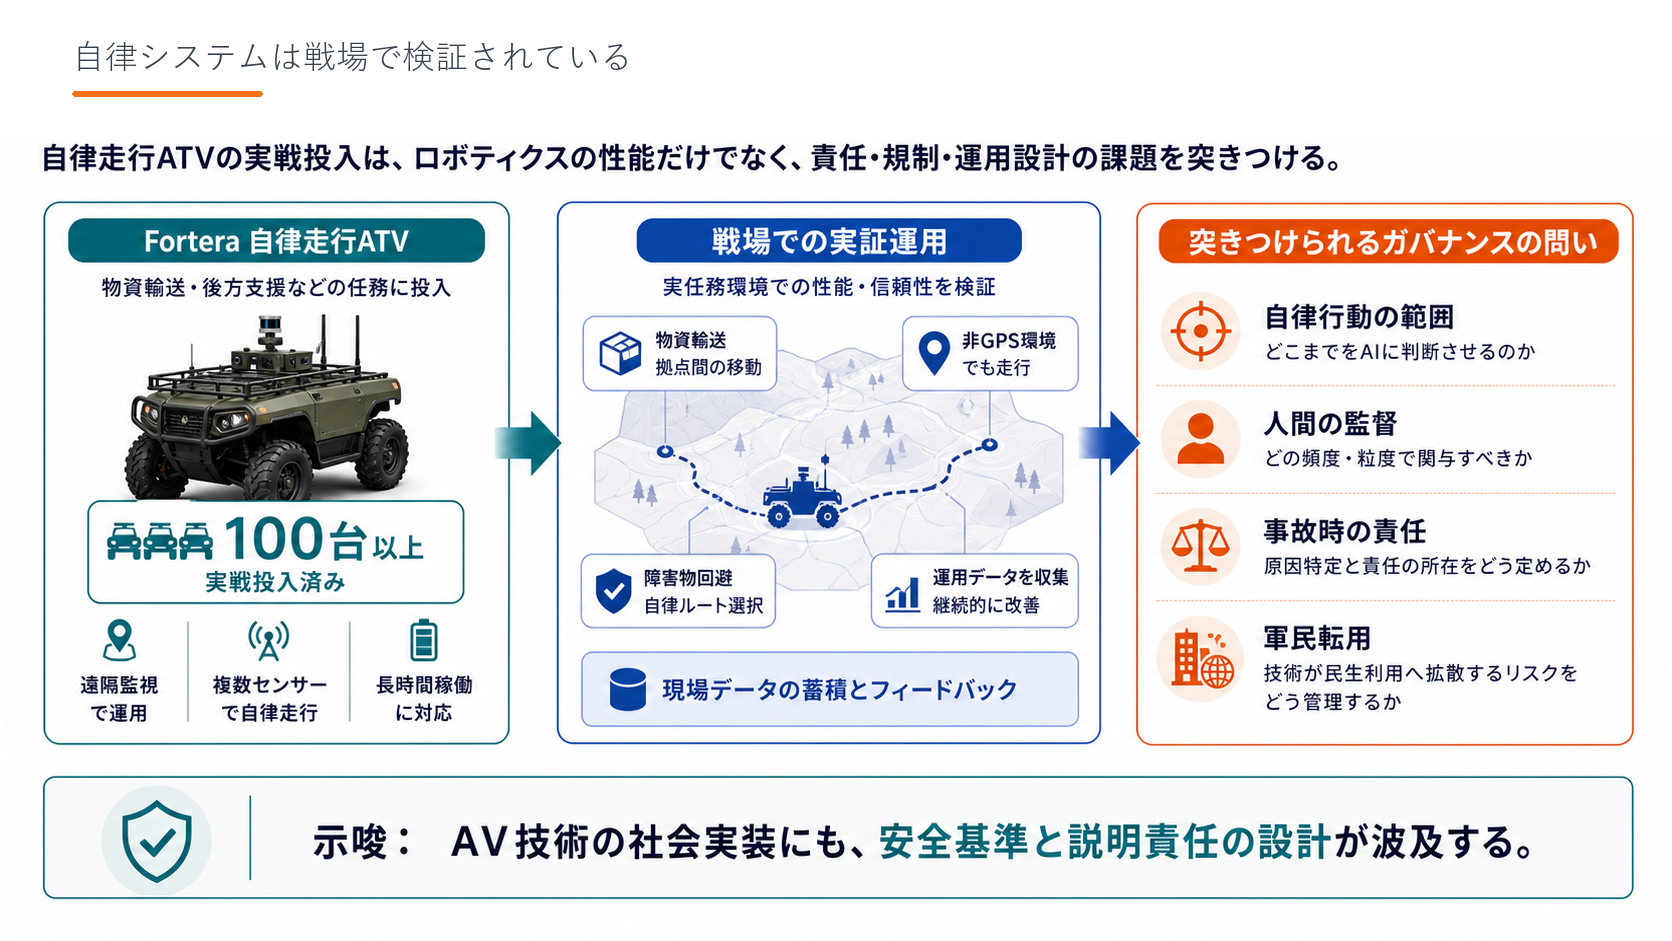 自律システムは戦場で検証されている
自律走行ATVの実戦投入は、ロボティクスの性能だけでなく、責任・規制・運用設計の課題を突きつける。
Fortera 自律走行ATV
物資輸送・後方支援などの任務に投入
100台以上
実戦投入済み
遠隔監視
で運用
複数センサー
で自律走行
長時間稼働
に対応
戦場での実証運用
実任務環境での性能・信頼性を検証
物資輸送
拠点間の移動
非GPS環境
でも走行
障害物回避
自律ルート選択
運用データを収集
継続的に改善
現場データの蓄積とフィードバック
突きつけられるガバナンスの問い
自律行動の範囲
どこまでをAIに判断させるのか
人間の監督
どの頻度・粒度で関与すべきか
事故時の責任
原因特定と責任の所在をどう定めるか
軍民転用
技術が民生利用へ拡散するリスクを
どう管理するか
示唆： AV技術の社会実装にも、安全基準と説明責任の設計が波及する。